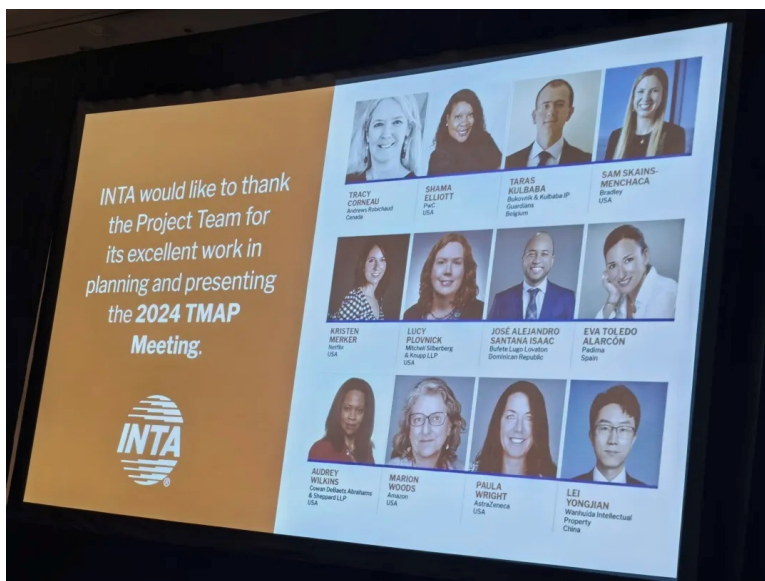 INTA would like to thank
the Project Team for
its excellent work in
planning and presenting
the 2024 TMAP
Meeting.
INTA
®
TRACY
CORNEAU
Andrews Robichaud
Canada
SHAMA
ELLIOTT
PwC
USA
TARAS
KULBABA
Bukovnik & Kulbaba IP
Guardians
Belgium
SAM SKAINS-
MENCHACA
Bradley
USA
KRISTEN
MERKER
Netflix
USA
LUCY
PLOVNICK
Mitchell Silberberg
& Knupp LLP
USA
JOSÉ ALEJANDRO
SANTANA ISAAC
Bufete Lugo Lovaton
Dominican Republic
EVA TOLEDO
ALARCÓN
Padima
Spain
AUDREY
WILKINS
Cowan DeBaets Abrahams
& Sheppard LLP
USA
MARION
WOODS
Amazon
USA
PAULA
WRIGHT
AstraZeneca
USA
LEI
YONGJIAN
Wanhuida Intellectual
Property
China